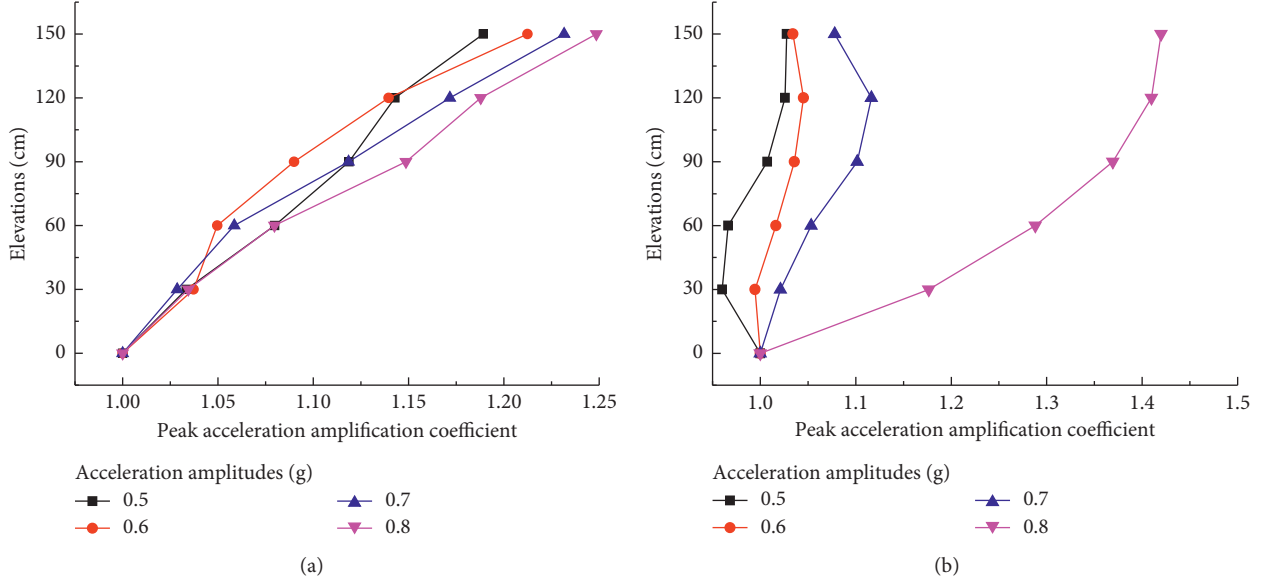 150
120
90
60
30
0
Elevations (cm)
1.00 1.05 1.10 1.15 1.20 1.25
Peak acceleration amplification coefficient
Acceleration amplitudes (g)
0.5 0.7
0.6 0.8
(a)
150
120
90
60
30
0
Elevations (cm)
1.0 1.1 1.2 1.3 1.4 1.5
Peak acceleration amplification coefficient
Acceleration amplitudes (g)
0.5 0.7
0.6 0.8
(b)